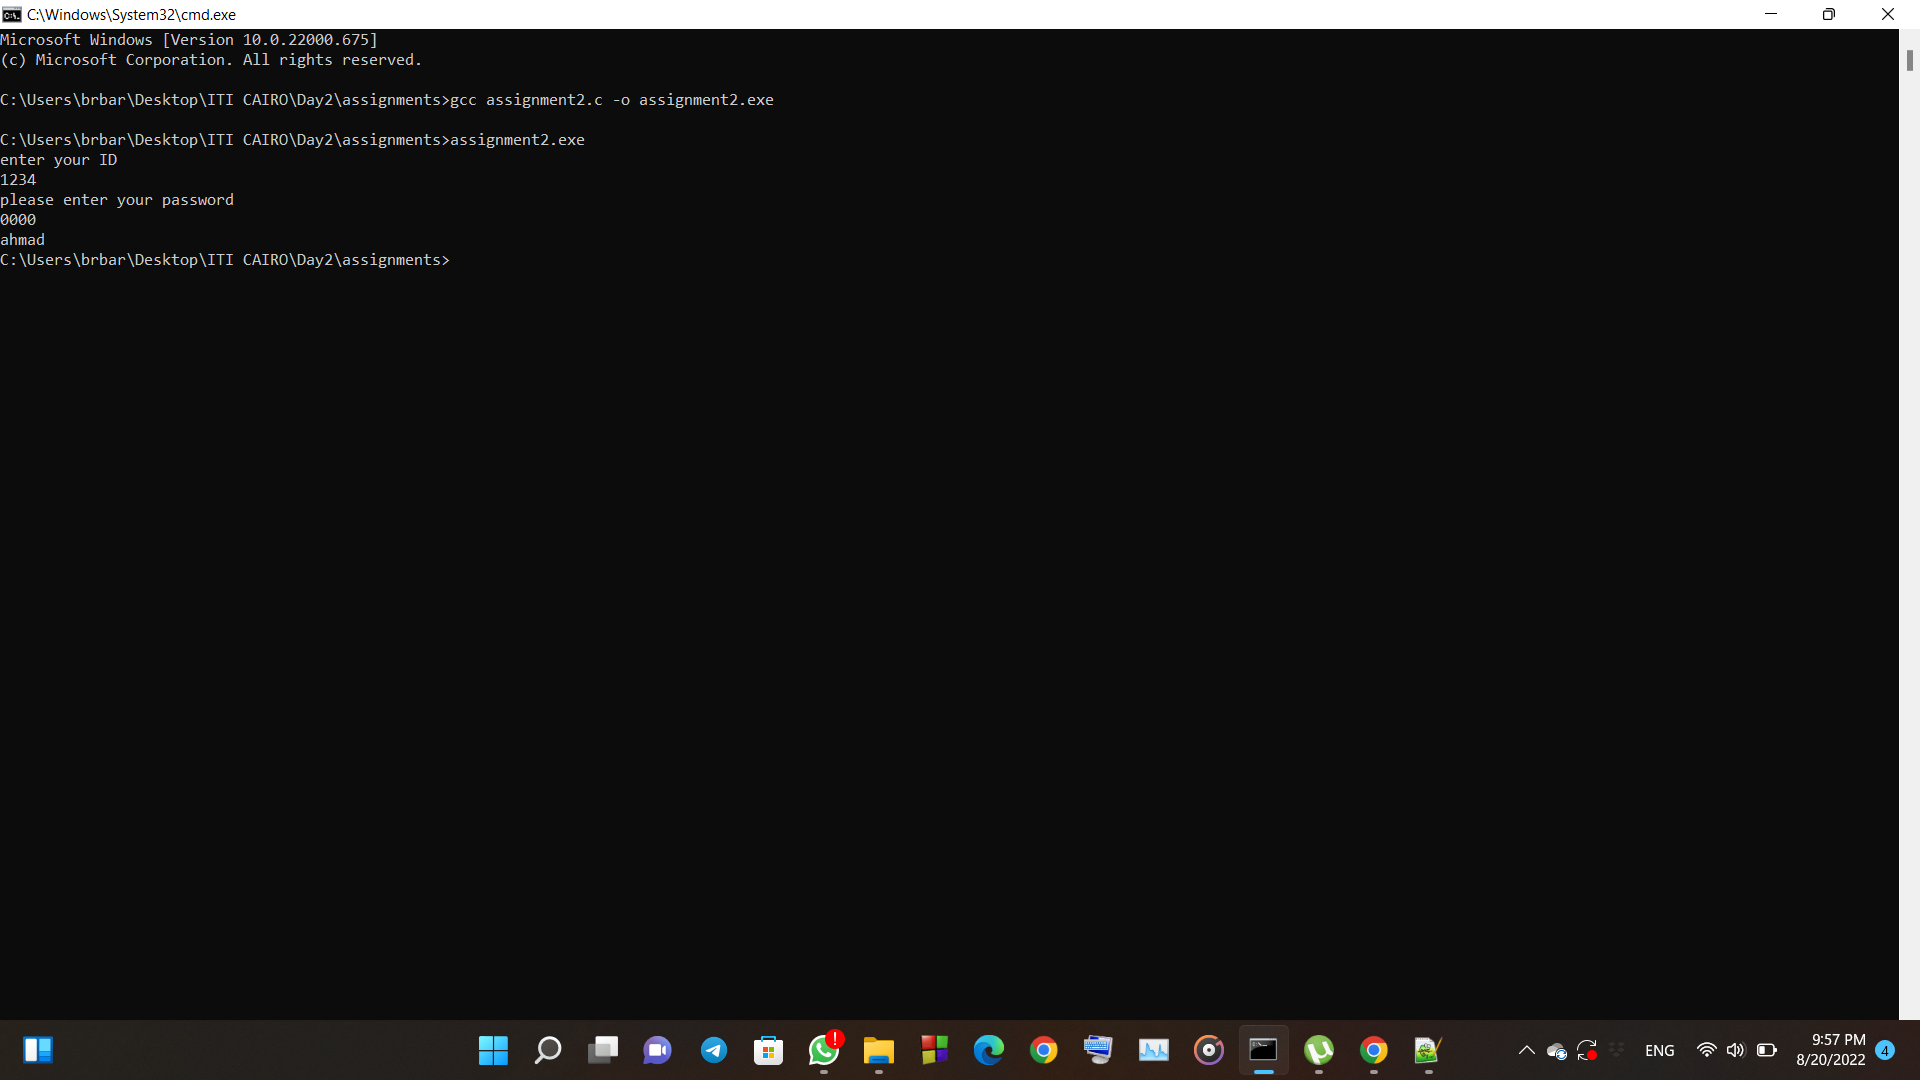 C:\Windows\System32\cmd.exe
Microsoft Windows [Version 10.0.22000.675]
(c) Microsoft Corporation. All rights reserved.
C:\Users\brbar\Desktop\ITI CAIRO\Day2\assignments>gcc assignment2.c -o assignment2.exe
C:\Users\brbar\Desktop\ITI CAIRO\Day2\assignments>assignment2.exe
enter your ID
1234
please enter your password
0000
ahmad
C:\Users\brbar\Desktop\ITI CAIRO\Day2\assignments>
ENG
9:57 PM
8/20/2022
4